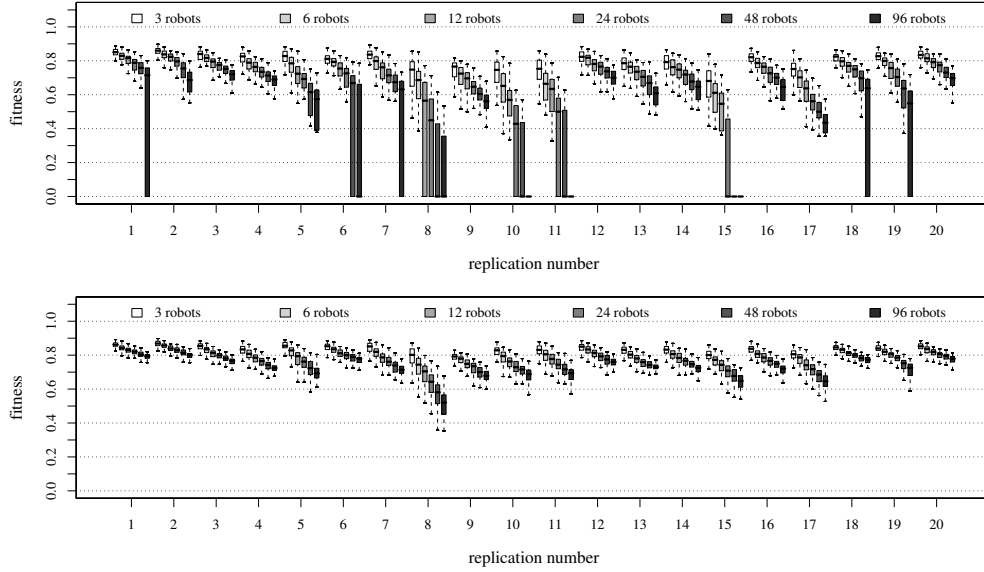 3 robots 6 robots 12 robots 24 robots 48 robots 96 robots
fitness
0.0 0.2 0.4 0.6 0.8 1.0
1 2 3 4 5 6 7 8 9 10 11 12 13 14 15 16 17 18 19 20
replication number
3 robots 6 robots 12 robots 24 robots 48 robots 96 robots
fitness
0.0 0.2 0.4 0.6 0.8 1.0
1 2 3 4 5 6 7 8 9 10 11 12 13 14 15 16 17 18 19 20
replication number